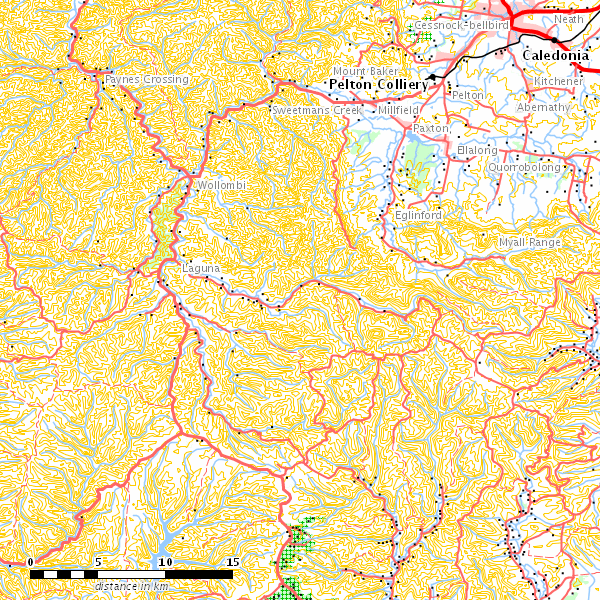 Neath
Cessnock-bellbird
Caledonia
Mount Baker
Paynes Crossing
Pelton Colliery
Kitchener
Pelton
Sweetmans Creek
Millfield
Abernathy
Paxton
Ellalong
Quorrobolong
Wollombi
Eglinford
Myall Range
Laguna
0 5 10 15
distance in km